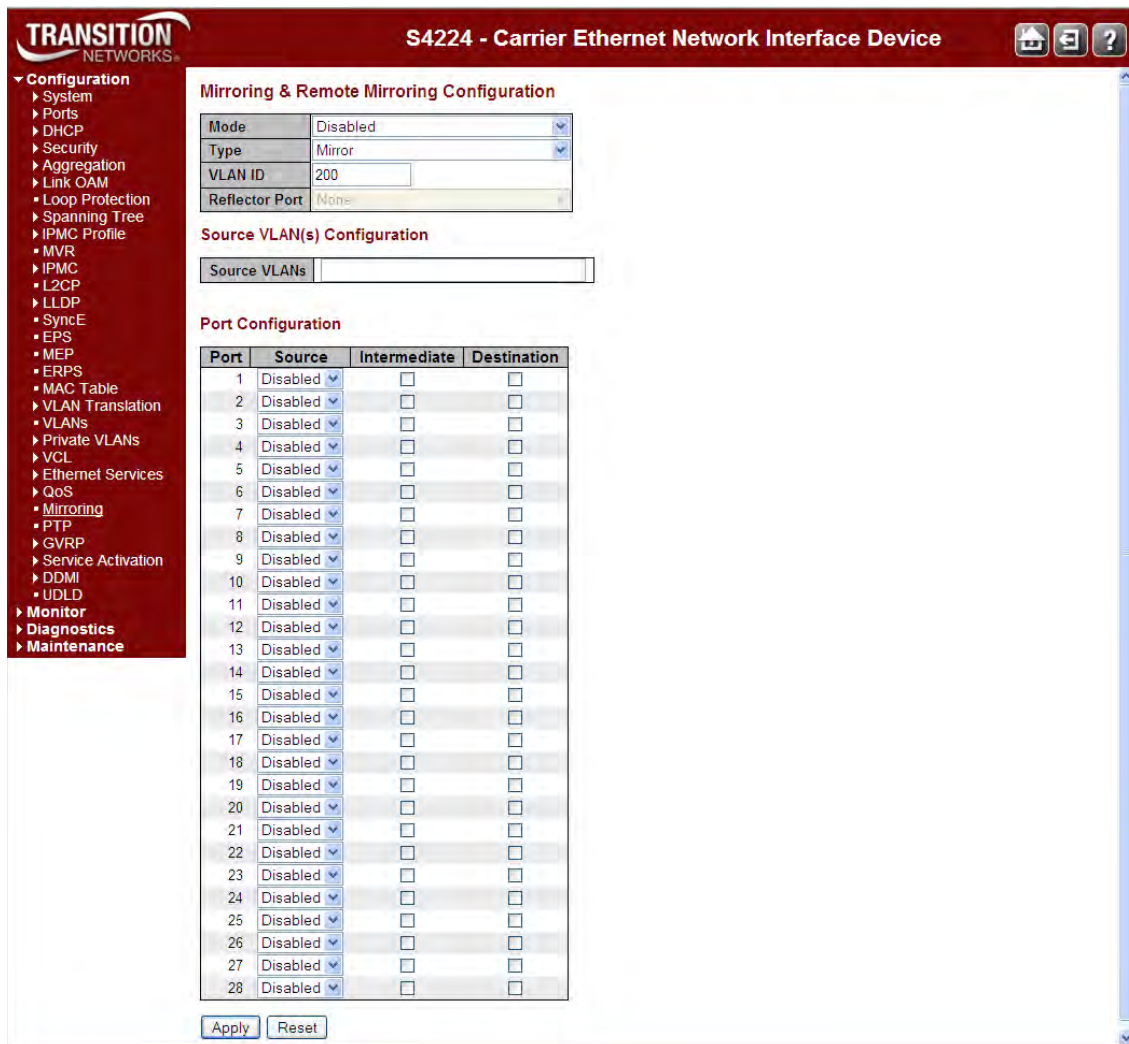 TRANSITION
NETWORKS®
S4224 - Carrier Ethernet Network Interface Device
?
Configuration
System
Ports
DHCP
Security
Aggregation
Link OAM
Loop Protection
Spanning Tree
IPMC Profile
MVR
IPMC
L2CP
LLDP
SyncE
EPS
MEP
ERPS
MAC Table
VLAN Translation
VLANs
Private VLANs
VCL
Ethernet Services
QoS
Mirroring
PTP
GVRP
Service Activation
DDMI
UDLD
Monitor
Diagnostics
Maintenance
Mirroring & Remote Mirroring Configuration
Mode Disabled
Type Mirror
VLAN ID 200
Reflector Port None
Source VLAN(s) Configuration
Source VLANs
Port Configuration
Port Source Intermediate Destination
1 Disabled
2 Disabled
3 Disabled
4 Disabled
5 Disabled
6 Disabled
7 Disabled
8 Disabled
9 Disabled
10 Disabled
11 Disabled
12 Disabled
13 Disabled
14 Disabled
15 Disabled
16 Disabled
17 Disabled
18 Disabled
19 Disabled
20 Disabled
21 Disabled
22 Disabled
23 Disabled
24 Disabled
25 Disabled
26 Disabled
27 Disabled
28 Disabled
Apply Reset